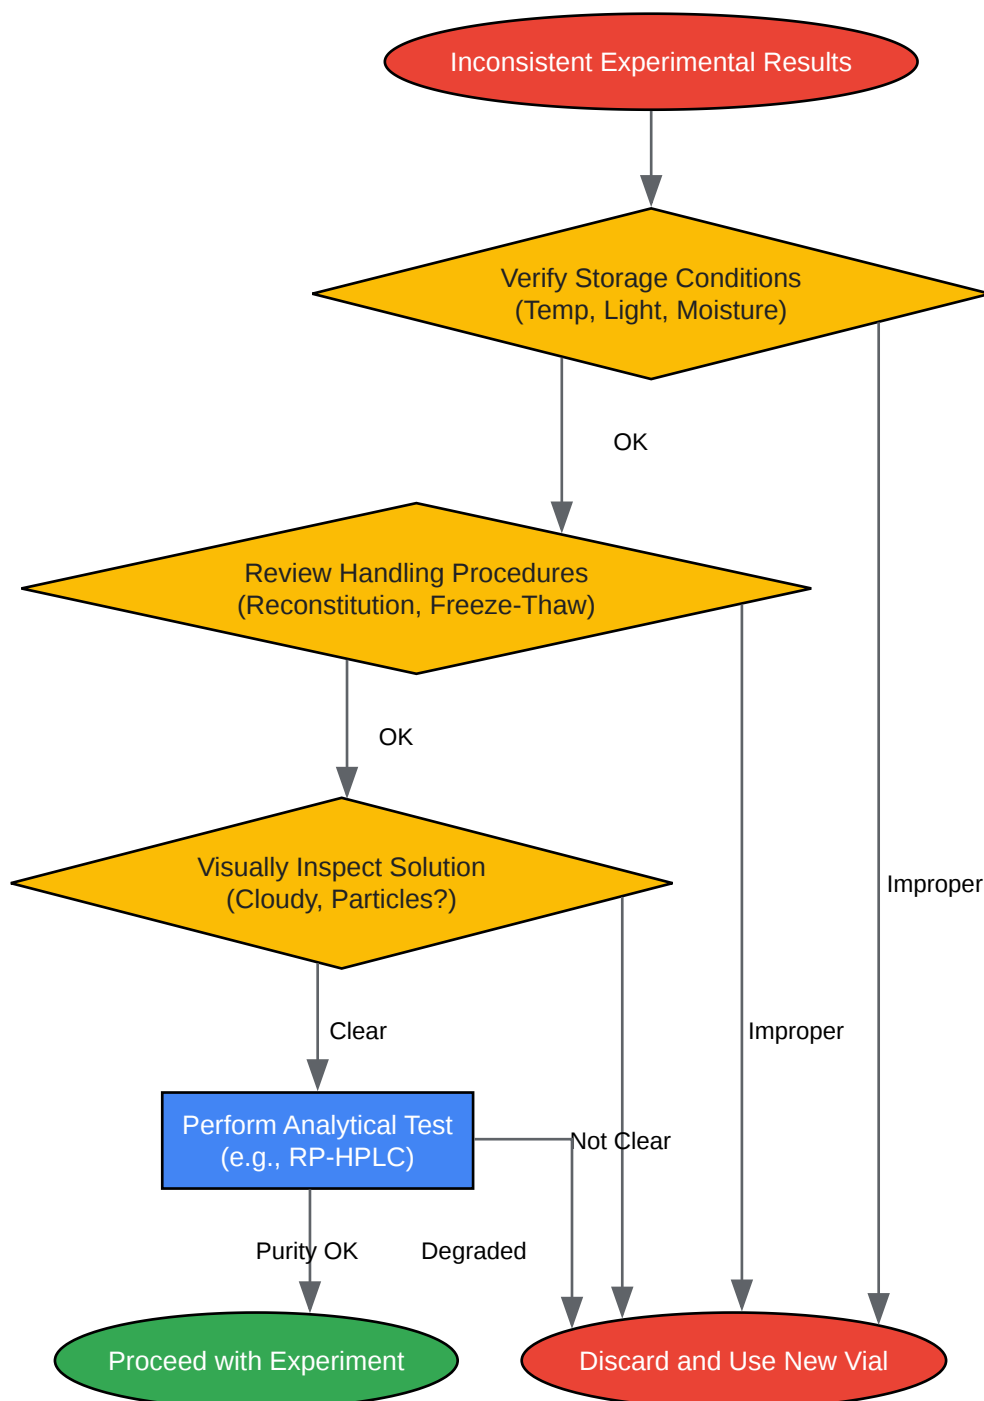 Inconsistent Experimental Results
Verify Storage Conditions
(Temp, Light, Moisture)
OK
Review Handling Procedures
(Reconstitution, Freeze-Thaw)
OK
Visually Inspect Solution
(Cloudy, Particles?)
Improper
Clear
Improper
Perform Analytical Test
(e.g., RP-HPLC)
Not Clear
Purity OK
Degraded
Proceed with Experiment
Discard and Use New Vial